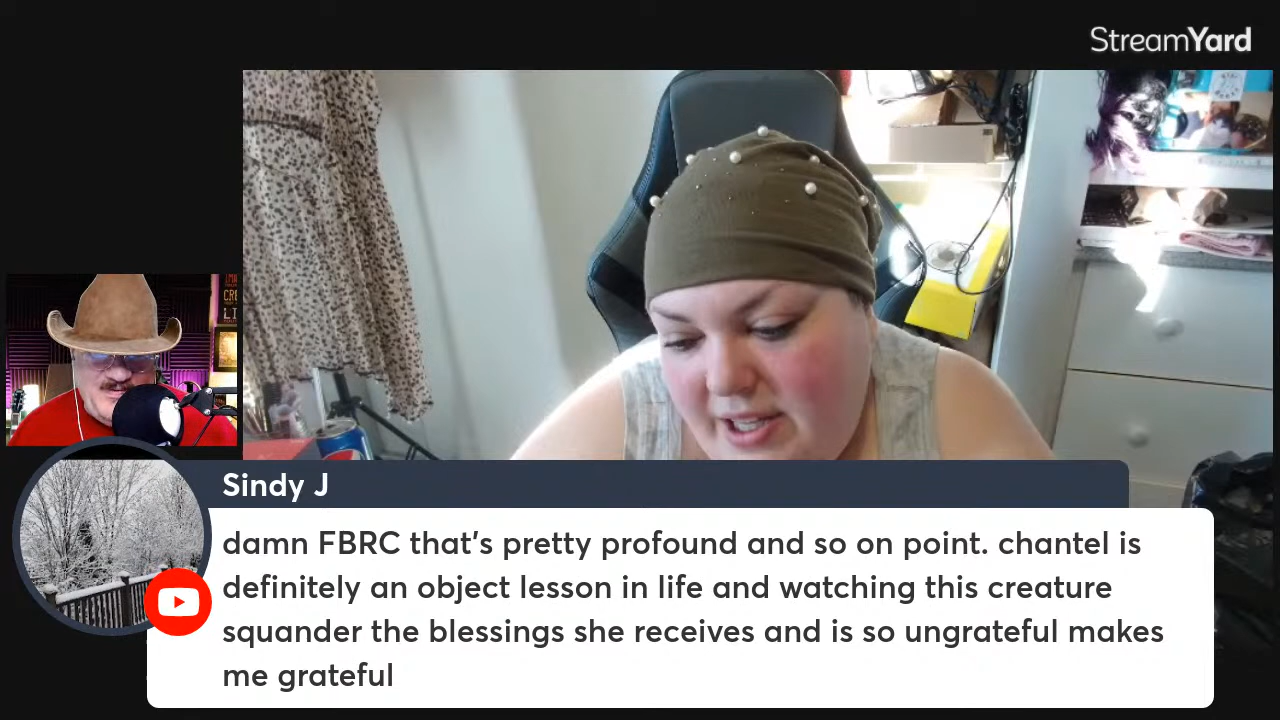 StreamYard
Sindy J
damn FBRC that's pretty profound and so on point. chantel is
definitely an object lesson in life and watching this creature
squander the blessings she receives and is so ungrateful makes
me grateful